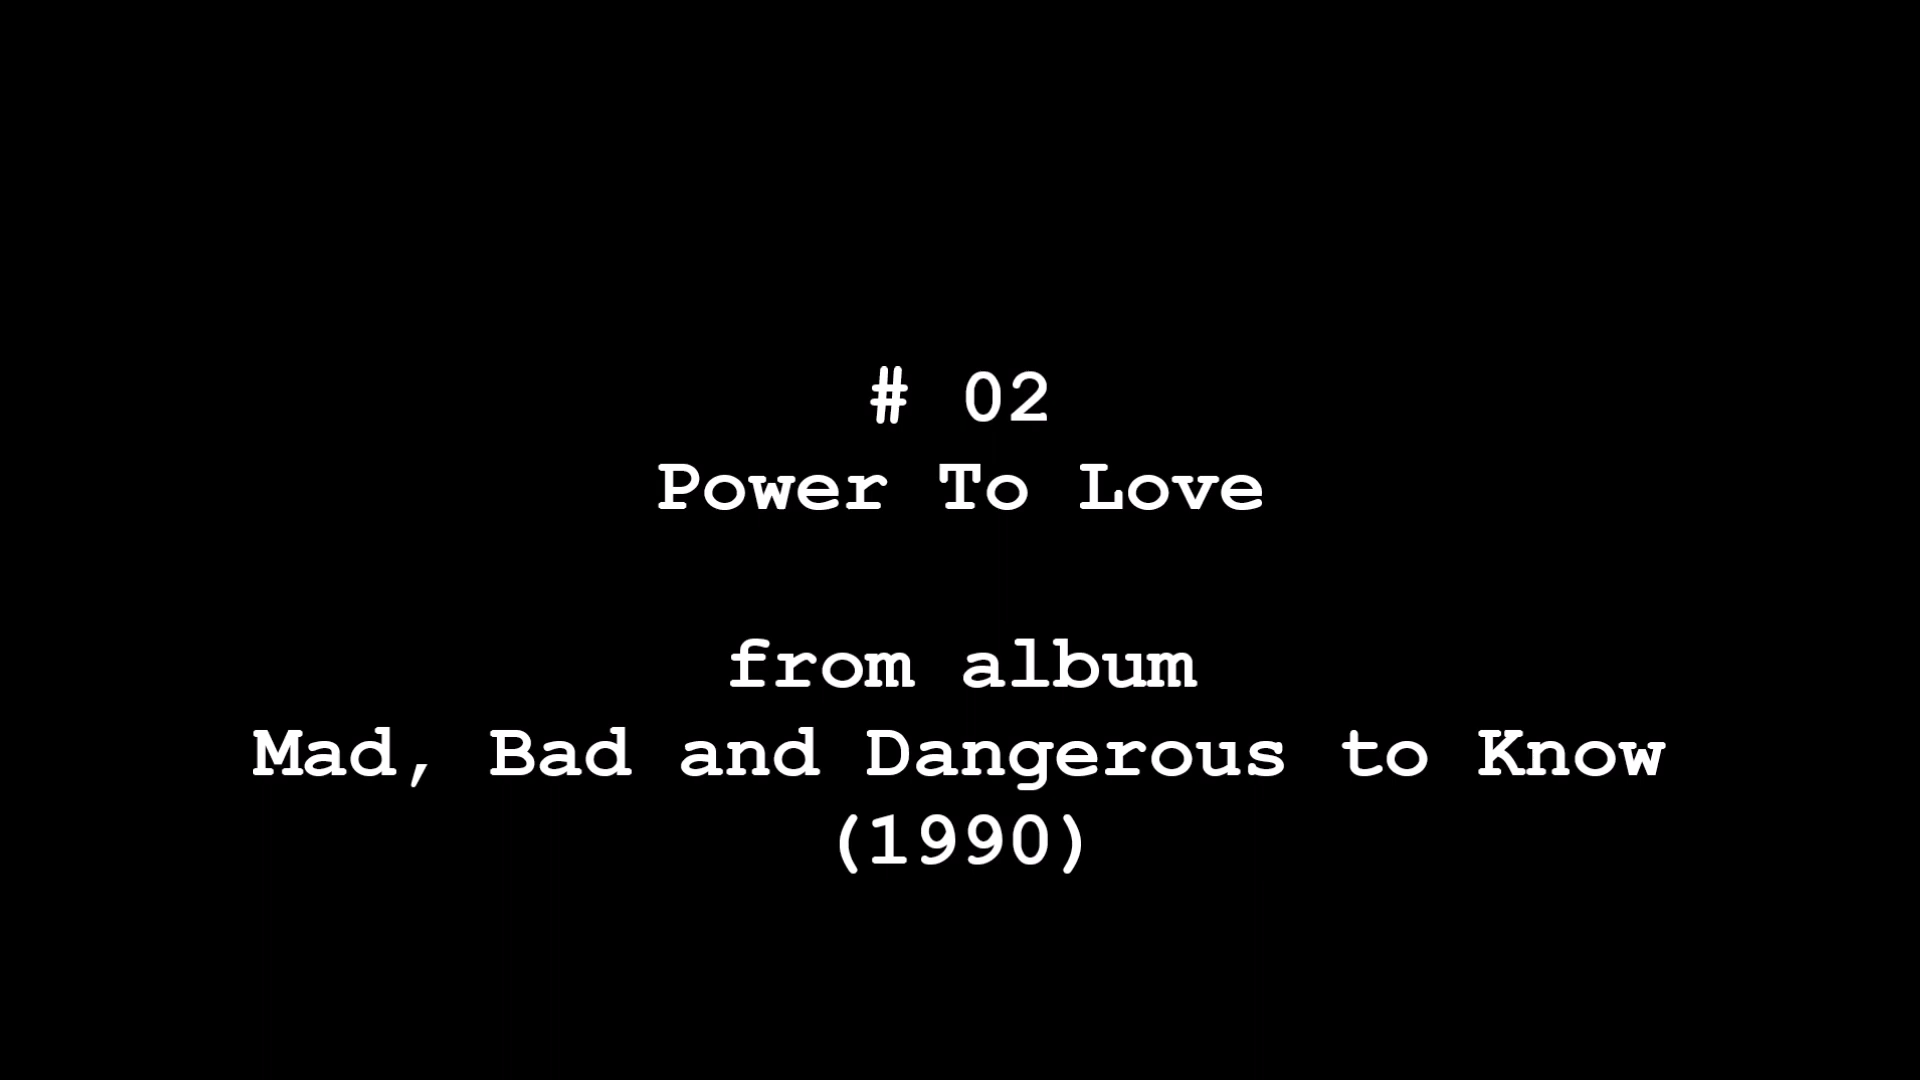 # 02
Power To Love
from album
Mad, Bad and Dangerous to Know
(1990)